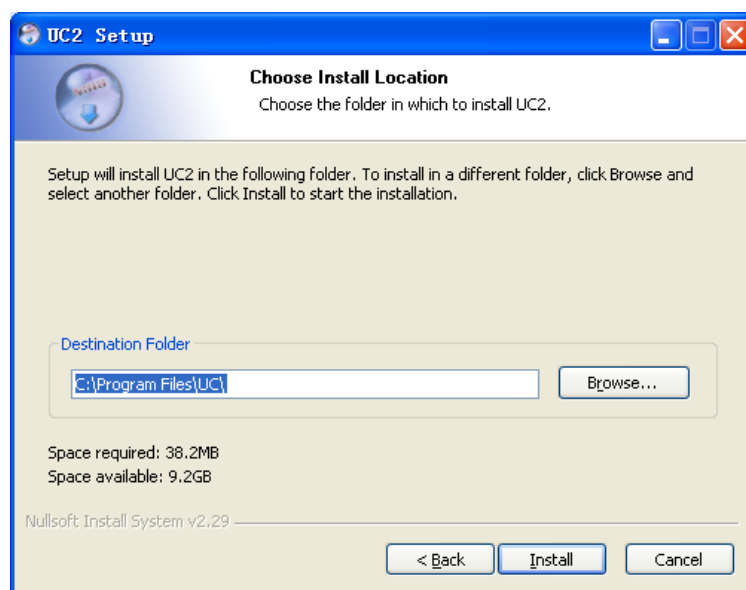 UC2 Setup
Choose Install Location
Choose the folder in which to install UC2.
Setup will install UC2 in the following folder. To install in a different folder, click Browse and
select another folder. Click Install to start the installation.
Destination Folder
C:\Program Files\UC\
Browse...
Space required: 38.2MB
Space available: 9.2GB
Nullsoft Install System v2.29
< Back
Install
Cancel